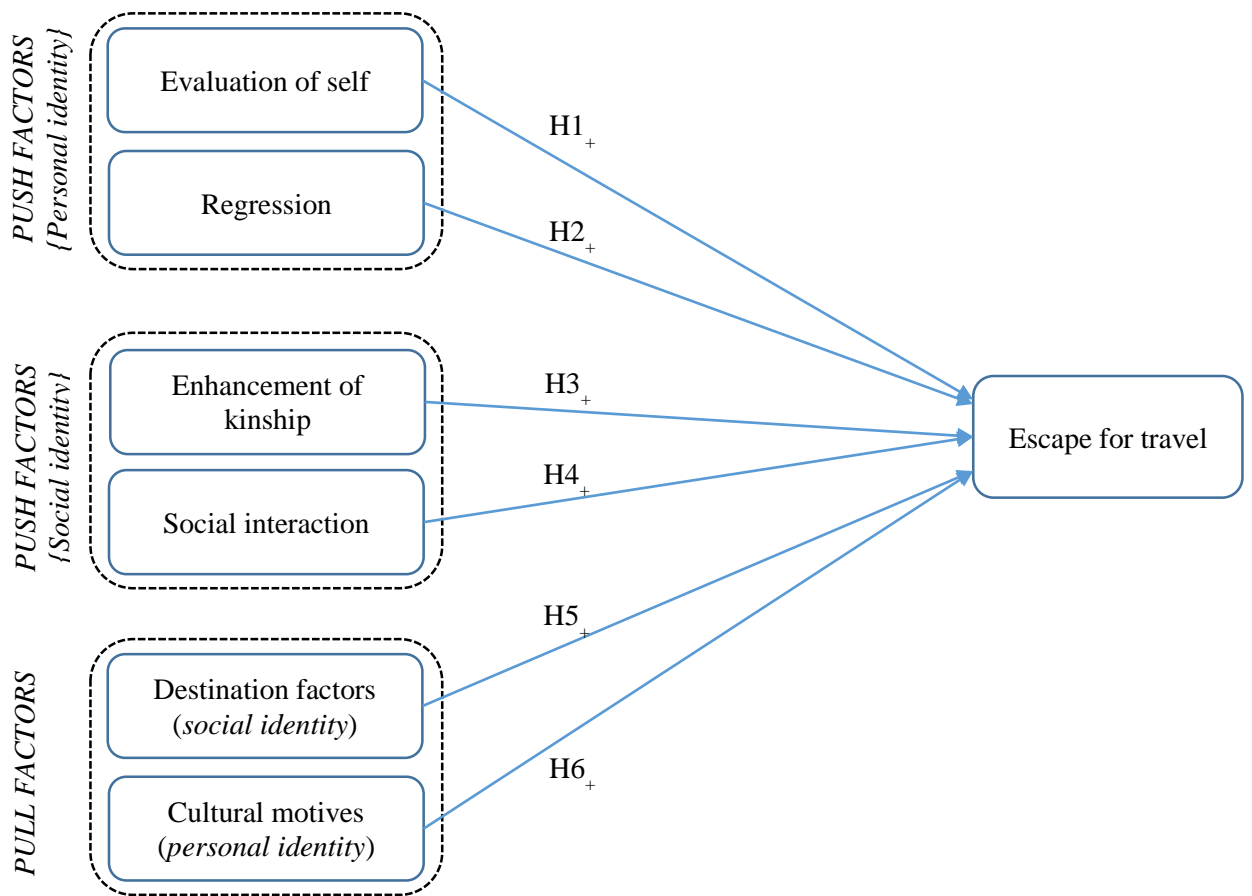 PUSH FACTORS
{Personal identity}
Evaluation of self
Regression
H1+
H2+
PUSH FACTORS
{Social identity}
Enhancement of
kinship
Social interaction
H3+
H4+
Escape for travel
PULL FACTORS
Destination factors
(social identity)
Cultural motives
(personal identity)
H5+
H6+